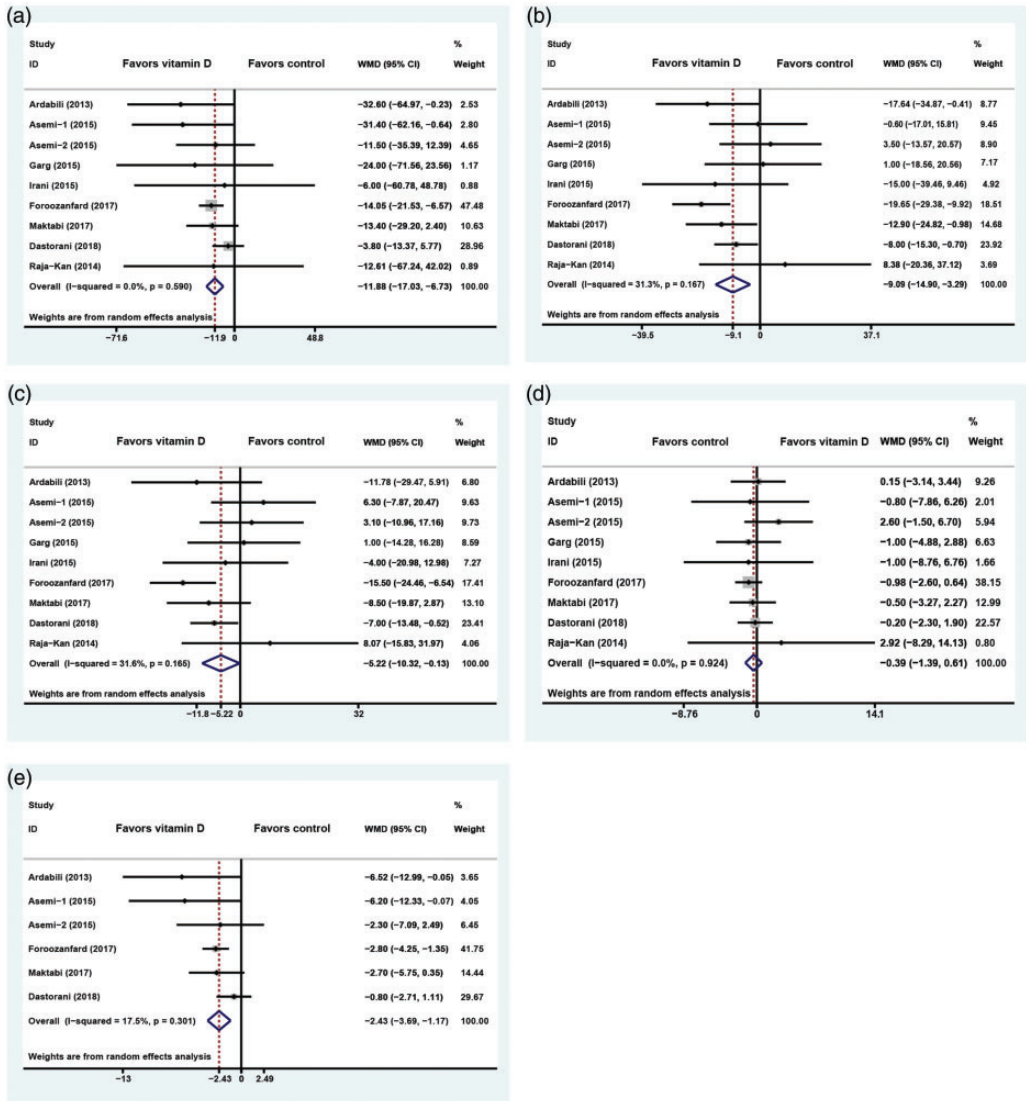 (a)
Study %
ID Favors vitamin D Favors control WMD (95% CI) Weight
Ardabili (2013) −32.60 (−64.97, −0.23) 2.53
Asemi−1 (2015) −31.40 (−62.16, −0.64) 2.80
Asemi−2 (2015) −11.50 (−35.39, 12.39) 4.65
Garg (2015) −24.00 (−71.56, 23.56) 1.17
Irani (2015) −6.00 (−60.78, 48.78) 0.88
Foroozanfard (2017) −14.05 (−21.53, −6.57) 47.48
Maktabi (2017) −13.40 (−29.20, 2.40) 10.63
Dastorani (2018) −3.80 (−13.37, 5.77) 28.96
Raja−Kan (2014) −12.61 (−67.24, 42.02) 0.89
Overall (I−squared = 0.0%, p = 0.590) −11.88 (−17.03, −6.73) 100.00
Weights are from random effects analysis
−71.6 −11.9 0 48.8
(b)
Study %
ID Favors vitamin D Favors control WMD (95% CI) Weight
Ardabili (2013) −17.64 (−34.87, −0.41) 8.77
Asemi−1 (2015) −0.60 (−17.01, 15.81) 9.45
Asemi−2 (2015) 3.50 (−13.57, 20.57) 8.90
Garg (2015) 1.00 (−18.56, 20.56) 7.17
Irani (2015) −15.00 (−39.46, 9.46) 4.92
Foroozanfard (2017) −19.65 (−29.38, −9.92) 18.51
Maktabi (2017) −12.90 (−24.82, −0.98) 14.68
Dastorani (2018) −8.00 (−15.30, −0.70) 23.92
Raja−Kan (2014) 8.38 (−20.36, 37.12) 3.69
Overall (I−squared = 31.3%, p = 0.167) −9.09 (−14.90, −3.29) 100.00
Weights are from random effects analysis
−39.5 −9.1 0 37.1
(c)
Study %
ID Favors vitamin D Favors control WMD (95% CI) Weight
Ardabili (2013) −11.78 (−29.47, 5.91) 6.80
Asemi−1 (2015) 6.30 (−7.87, 20.47) 9.63
Asemi−2 (2015) 3.10 (−10.96, 17.16) 9.73
Garg (2015) 1.00 (−14.28, 16.28) 8.59
Irani (2015) −4.00 (−20.98, 12.98) 7.27
Foroozanfard (2017) −15.50 (−24.46, −6.54) 17.41
Maktabi (2017) −8.50 (−19.87, 2.87) 13.10
Dastorani (2018) −7.00 (−13.48, −0.52) 23.41
Raja−Kan (2014) 8.07 (−15.83, 31.97) 4.06
Overall (I−squared = 31.6%, p = 0.165) −5.22 (−10.32, −0.13) 100.00
Weights are from random effects analysis
−11.8 −5.22 0 32
(d)
Study %
ID Favors control Favors vitamin D WMD (95% CI) Weight
Ardabili (2013) 0.15 (−3.14, 3.44) 9.26
Asemi−1 (2015) −0.80 (−7.86, 6.26) 2.01
Asemi−2 (2015) 2.60 (−1.50, 6.70) 5.94
Garg (2015) −1.00 (−4.88, 2.88) 6.63
Irani (2015) −1.00 (−8.76, 6.76) 1.66
Foroozanfard (2017) −0.98 (−2.60, 0.64) 38.15
Maktabi (2017) −0.50 (−3.27, 2.27) 12.99
Dastorani (2018) −0.20 (−2.30, 1.90) 22.57
Raja−Kan (2014) 2.92 (−8.29, 14.13) 0.80
Overall (I−squared = 0.0%, p = 0.924) −0.39 (−1.39, 0.61) 100.00
Weights are from random effects analysis
−8.76 0 14.1
(e)
Study %
ID Favors vitamin D Favors control WMD (95% CI) Weight
Ardabili (2013) −6.52 (−12.99, −0.05) 3.65
Asemi−1 (2015) −6.20 (−12.33, −0.07) 4.05
Asemi−2 (2015) −2.30 (−7.09, 2.49) 6.45
Foroozanfard (2017) −2.80 (−4.25, −1.35) 41.75
Maktabi (2017) −2.70 (−5.75, 0.35) 14.44
Dastorani (2018) −0.80 (−2.71, 1.11) 29.67
Overall (I−squared = 17.5%, p = 0.301) −2.43 (−3.69, −1.17) 100.00
Weights are from random effects analysis
−13 −2.43 0 2.49